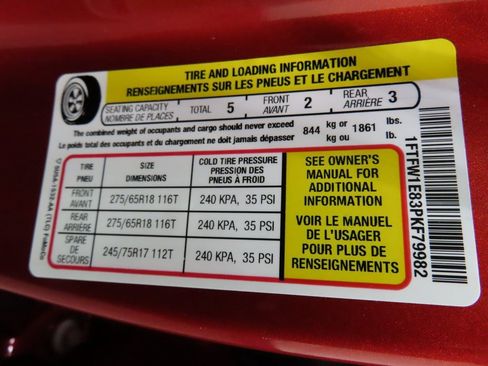 TIRE AND LOADING INFORMATION
RENSEIGNEMENTS SUR LES PNEUS ET LE CHARGEMENT
SEATING CAPACITY
NOMBRE DE PLACES
TOTAL 5
FRONT
AVANT 2
REAR
ARRIÈRE 3
The combined weight of occupants and cargo should never exceed
Le poids total des occupants et du chargement ne doit jamais dépasser
844 kg or
kg ou
1861 lbs.
lb.
TIRE
PNEU
SIZE
DIMENSIONS
COLD TIRE PRESSURE
PRESSION DES
PNEUS À FROID
FRONT
AVANT
275/65R18 116T
240 KPA, 35 PSI
REAR
ARRIÈRE
275/65R18 116T
240 KPA, 35 PSI
SPARE
DE
SECOURS
245/75R17 112T
240 KPA, 35 PSI
SEE OWNER'S
MANUAL FOR
ADDITIONAL
INFORMATION
VOIR LE MANUEL
DE L'USAGER
POUR PLUS DE
RENSEIGNEMENTS
1FTFW1E83PKF79982